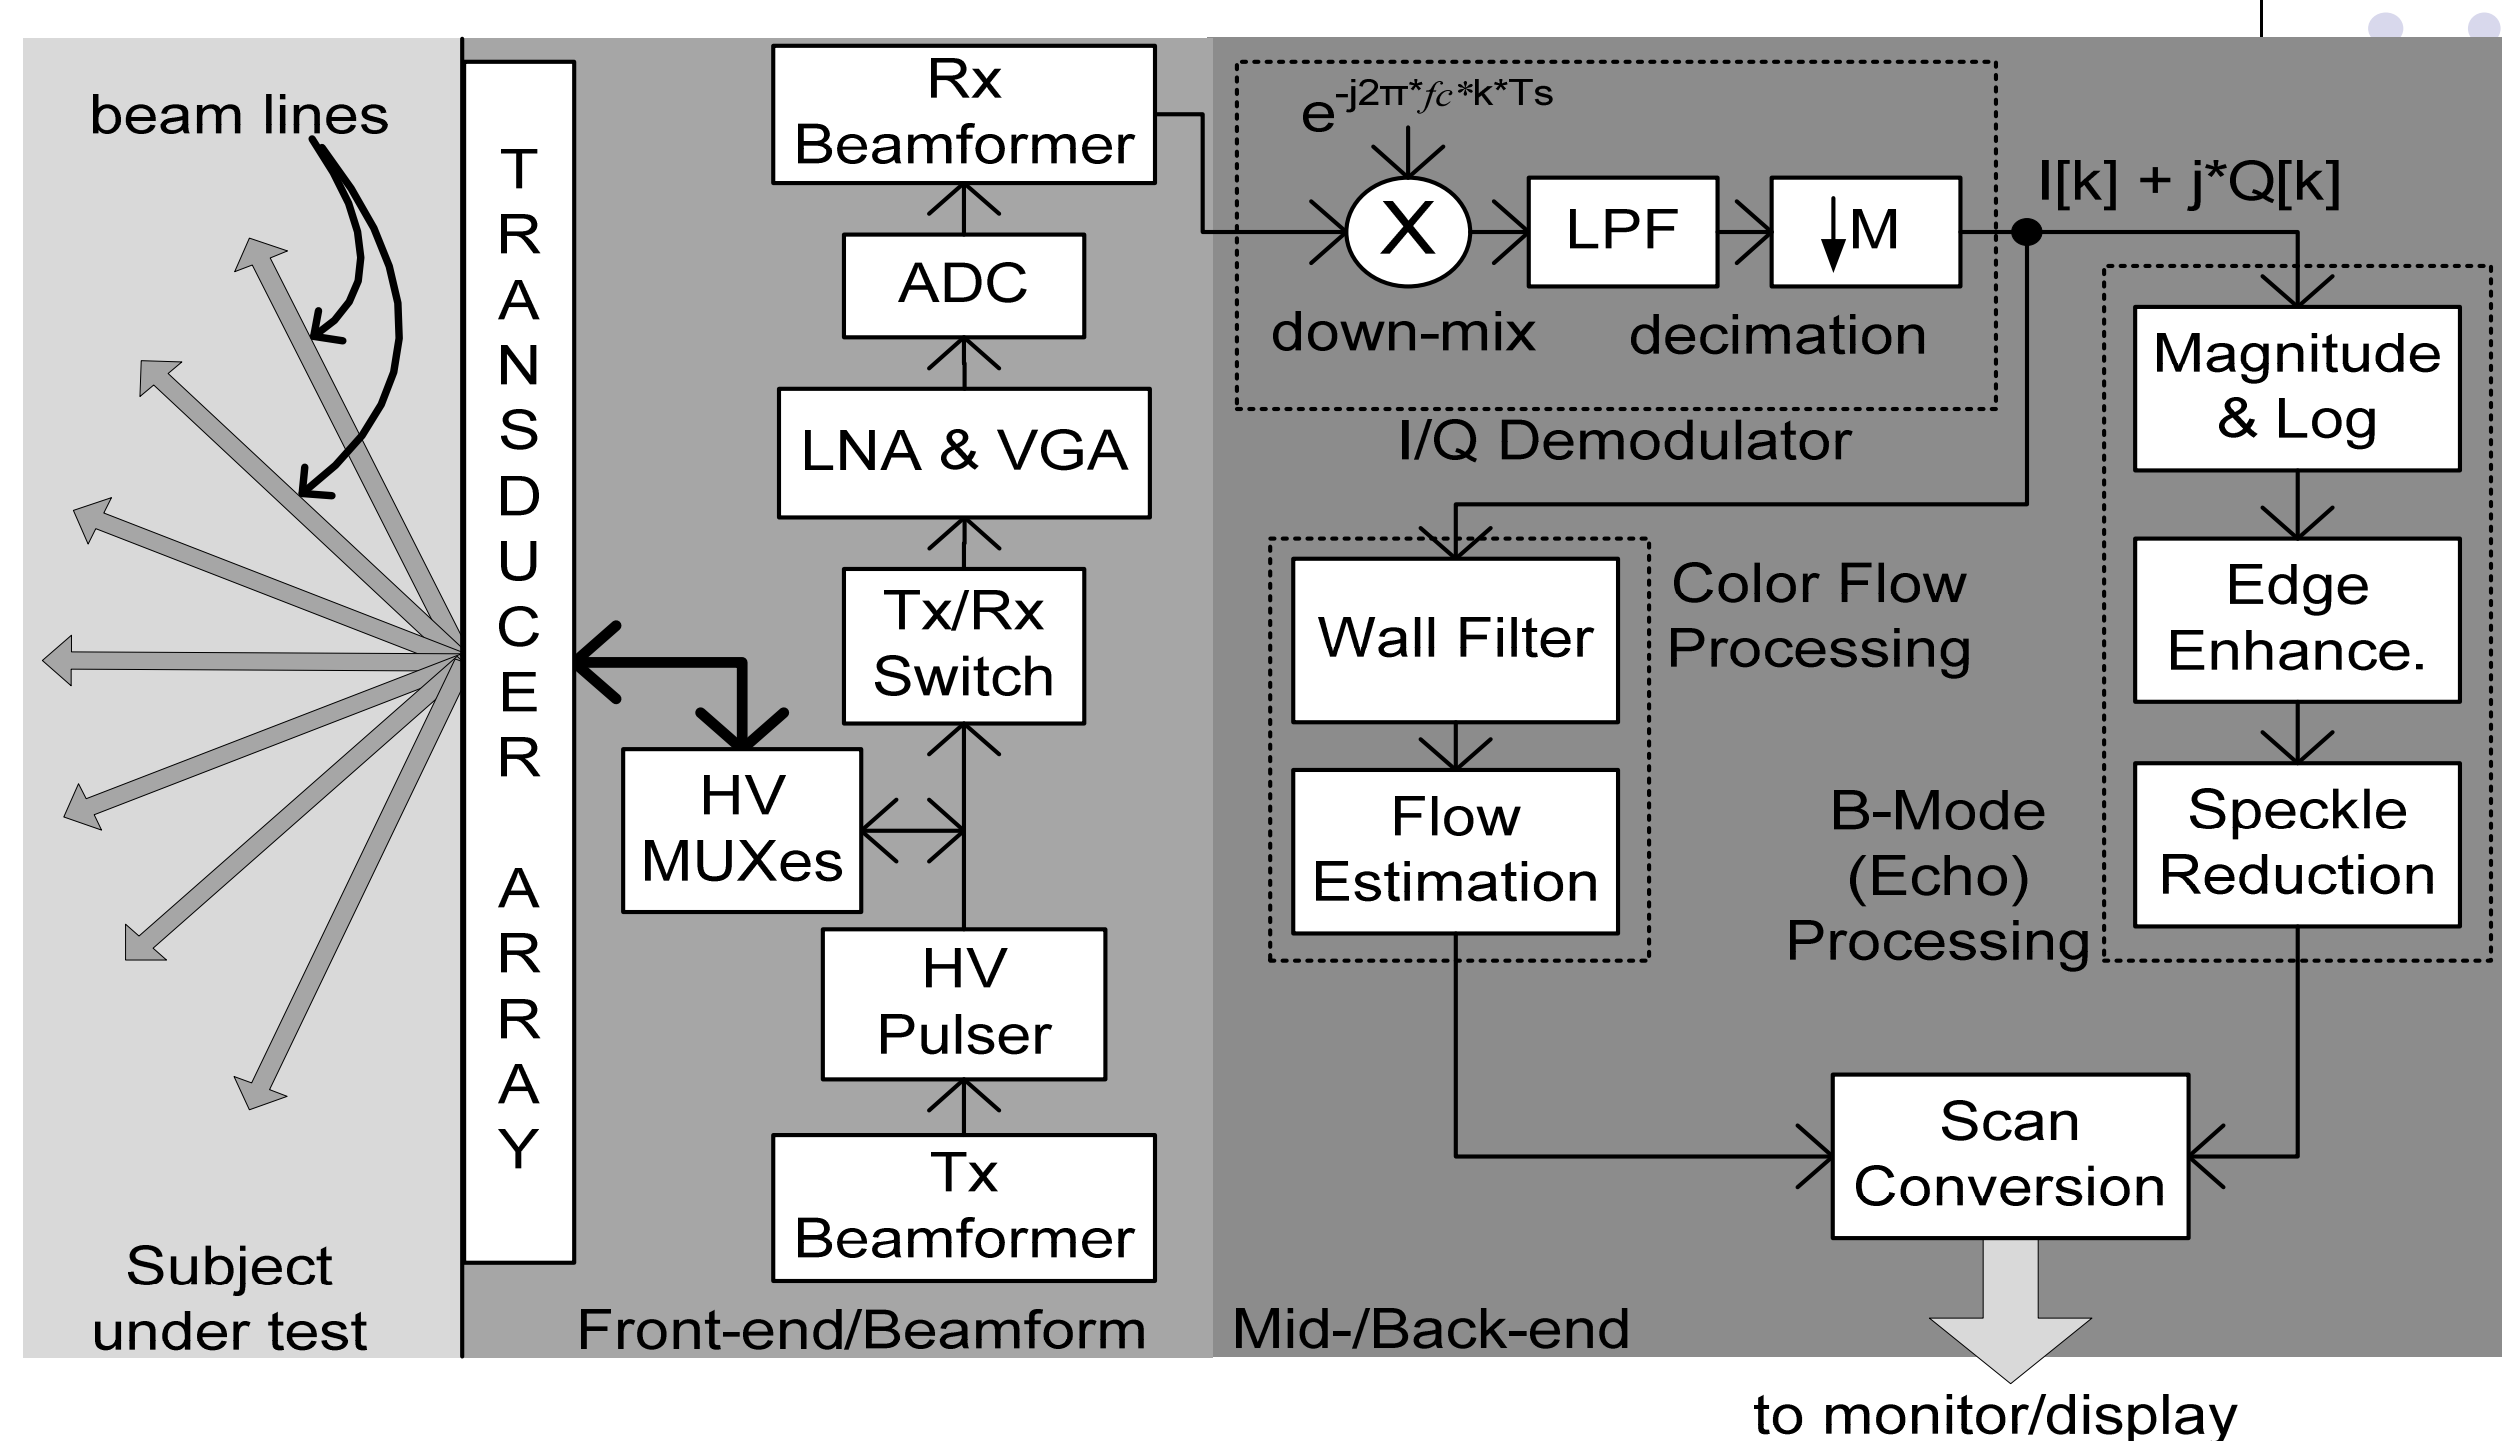 beam lines
TRANSDUCER ARRAY
Subject
under test
Rx
Beamformer
ADC
LNA & VGA
Tx/Rx
Switch
HV
MUXes
HV
Pulser
Tx
Beamformer
Front-end/Beamform
e-j2π*fc*k*Ts
X
LPF
↓M
down-mix
decimation
I/Q Demodulator
I[k] + j*Q[k]
Wall Filter
Flow
Estimation
Color Flow
Processing
Magnitude
& Log
Edge
Enhance.
Speckle
Reduction
B-Mode
(Echo)
Processing
Scan
Conversion
Mid-/Back-end
to monitor/display